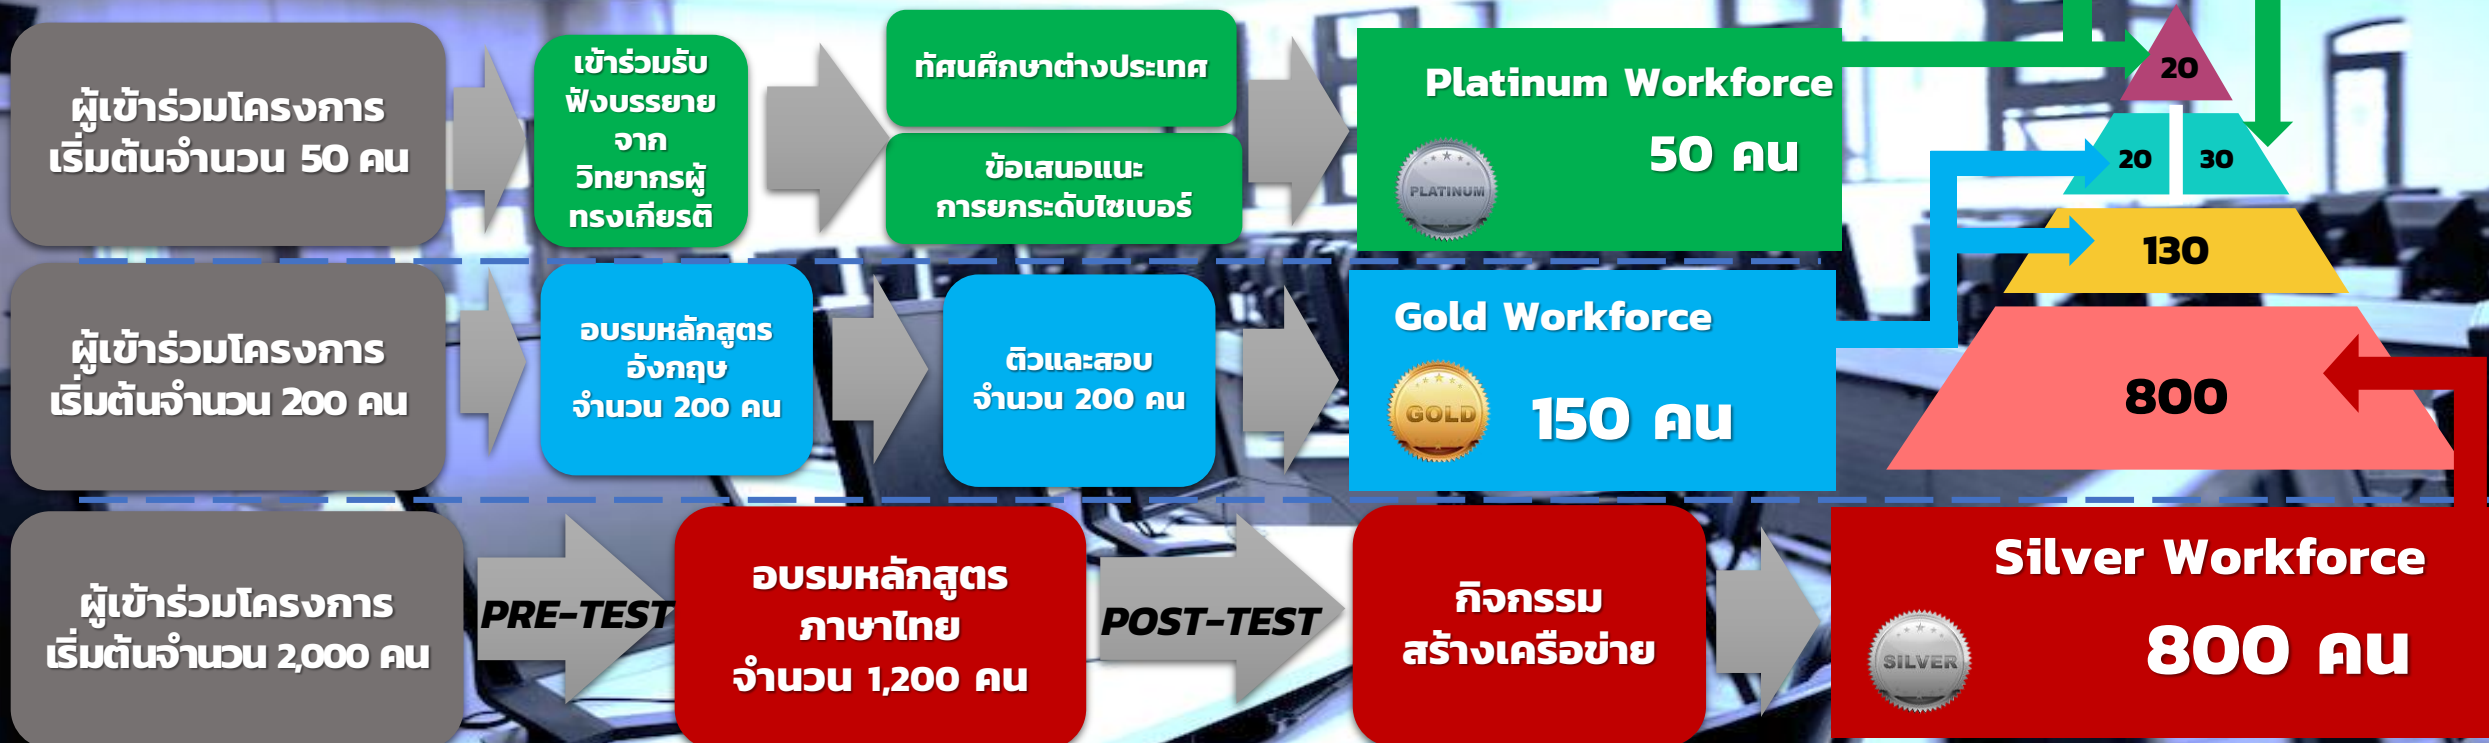 ผู้เข้าร่วมโครงการ
เริ่มต้นจำนวน 50 คน
เข้าร่วมรับ
ฟังบรรยาย
จาก
วิทยากรผู้
ทรงเกียรติ
ทัศนศึกษาต่างประเทศ
ข้อเสนอแนะ
การยกระดับไซเบอร์
Platinum Workforce
50 คน
PLATINUM
20
20
30
130
800
ผู้เข้าร่วมโครงการ
เริ่มต้นจำนวน 200 คน
อบรมหลักสูตร
อังกฤษ
จำนวน 200 คน
ติวและสอบ
จำนวน 200 คน
Gold Workforce
GOLD
150 คน
ผู้เข้าร่วมโครงการ
เริ่มต้นจำนวน 2,000 คน
PRE-TEST
อบรมหลักสูตร
ภาษาไทย
จำนวน 1,200 คน
POST-TEST
กิจกรรม
สร้างเครือข่าย
Silver Workforce
SILVER
800 คน